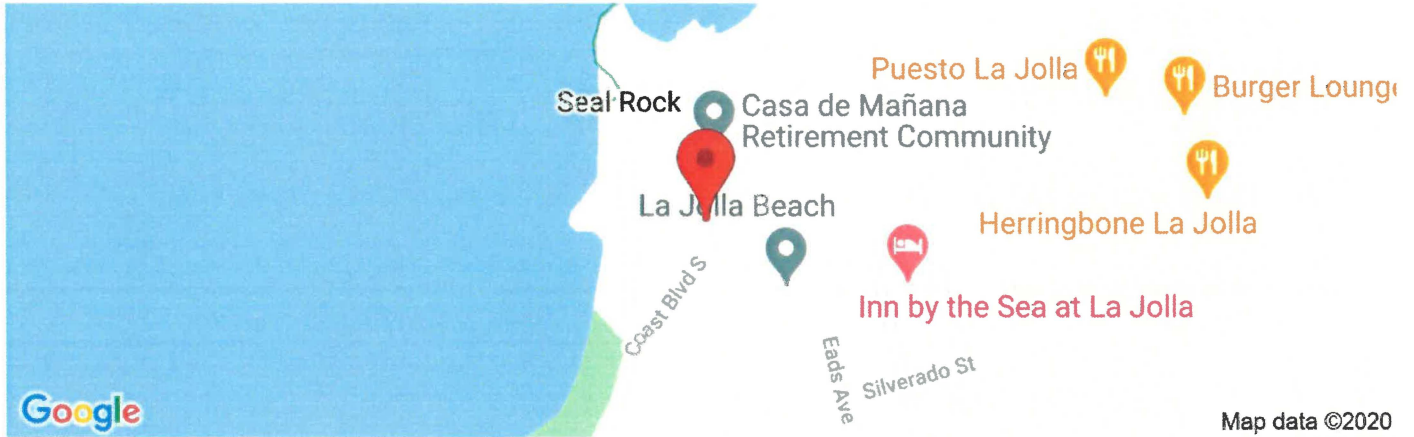 Puesto La Jolla
Burger Loung
Seal Rock
Casa de Mañana
Retirement Community
La Jolla Beach
Herringbone La Jolla
Inn by the Sea at La Jolla
Coast Blvd S
Eads Ave
Silverado St
Google
Map data ©2020